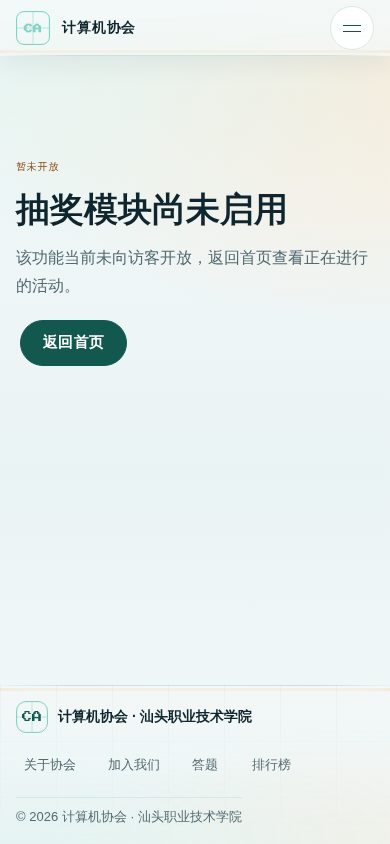 CA 计算机协会
暂未开放
抽奖模块尚未启用
该功能当前未向访客开放，返回首页查看正在进行
的活动。
返回首页
CA 计算机协会 · 汕头职业技术学院
关于协会 加入我们 答题 排行榜
© 2026 计算机协会 · 汕头职业技术学院